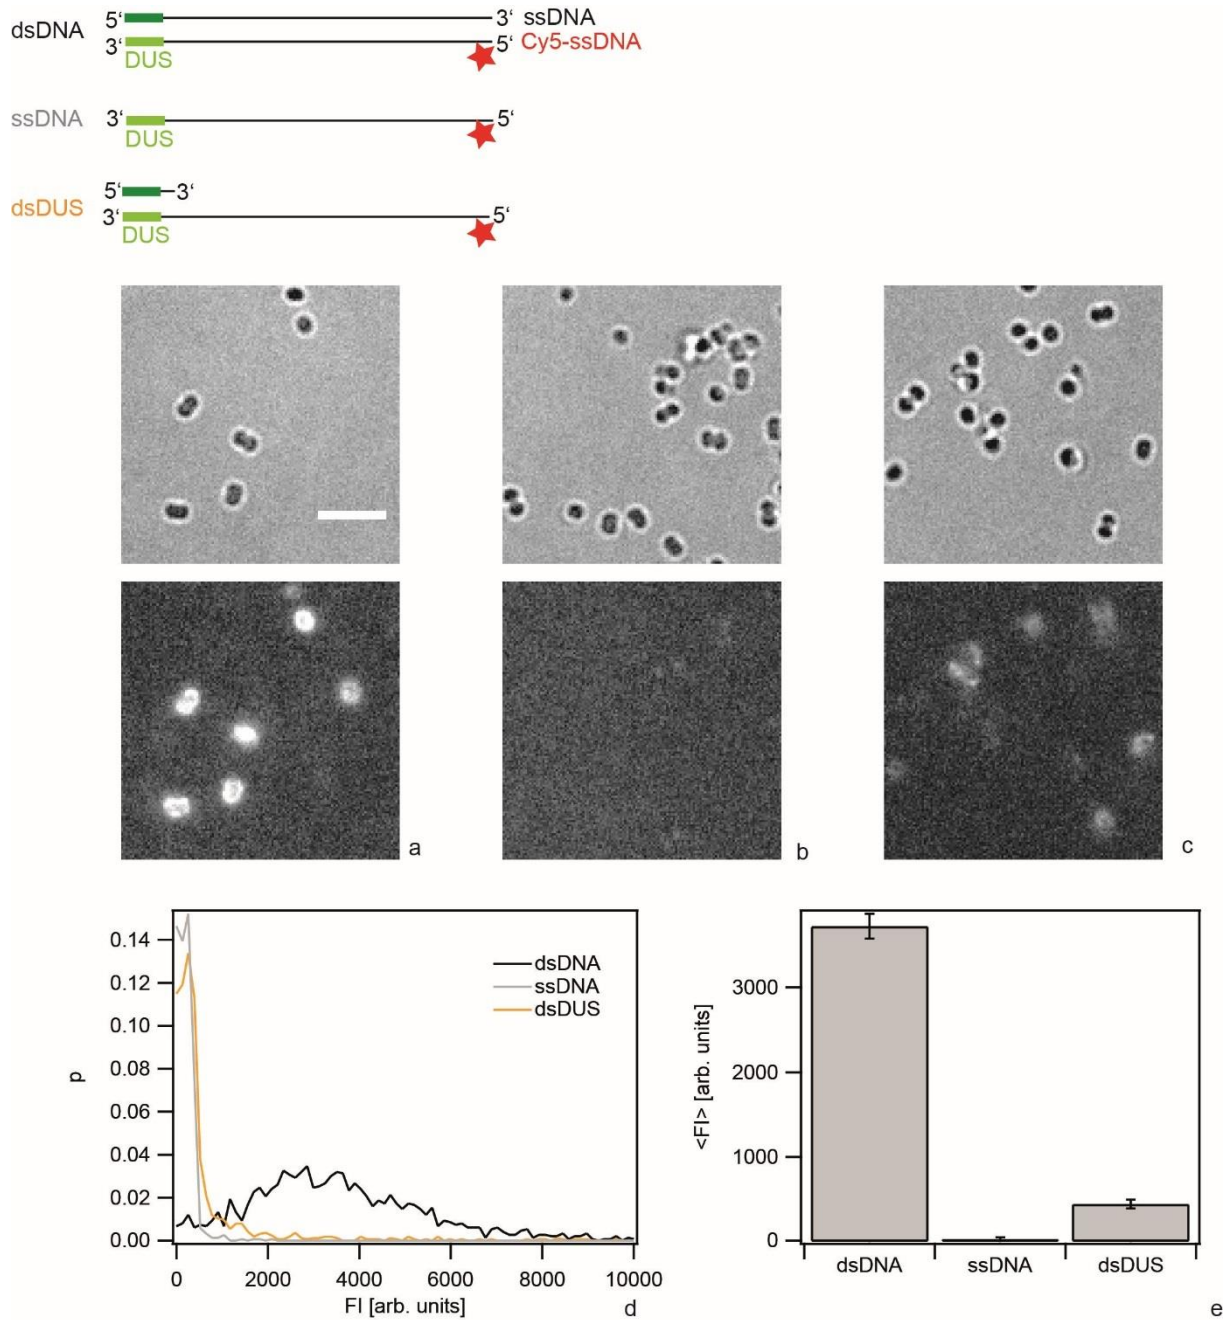 dsDNA 5‘ 3‘ ssDNA
3‘ 5‘ Cy5-ssDNA
DUS
ssDNA 3‘ 5‘
DUS
5‘ 3‘
dsDUS 3‘ 5‘
DUS
a b c
0.14
0.12
0.10
0.08
0.06
0.04
0.02
0.00
p
dsDNA
ssDNA
dsDUS
0 2000 4000 6000 8000 10000
FI [arb. units]
d
3000
2000
1000
0
<FI> [arb. units]
dsDNA ssDNA dsDUS
e